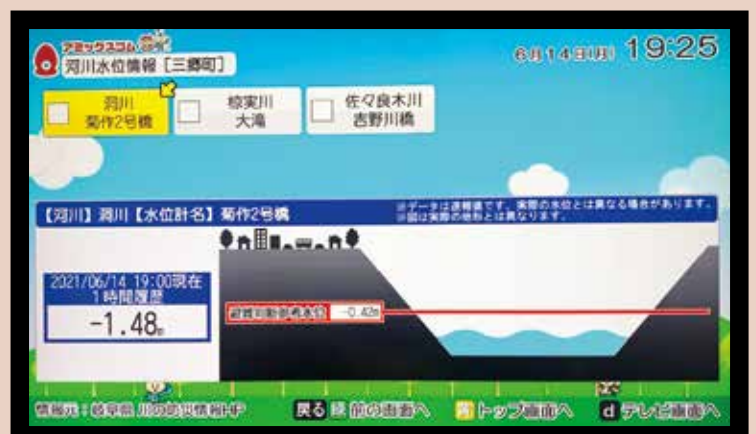 アミックスコム
河川水位情報［三郷町］
6月14日(月) 19:25
洞川
菊作2号橋
椋実川
大滝
佐々良木川
吉野川橋
【河川】洞川【水位計名】菊作2号橋
※データは速報値です。実際の水位とは異なる場合があります。
※図は実際の地形とは異なります。
2021/06/14 19:00現在
1時間履歴
-1.48m
避難判断参考水位 -0.42m
情報元：岐阜県 川の防災情報HP
戻る 前の画面へ
トップ画面へ
d テレビ画面へ